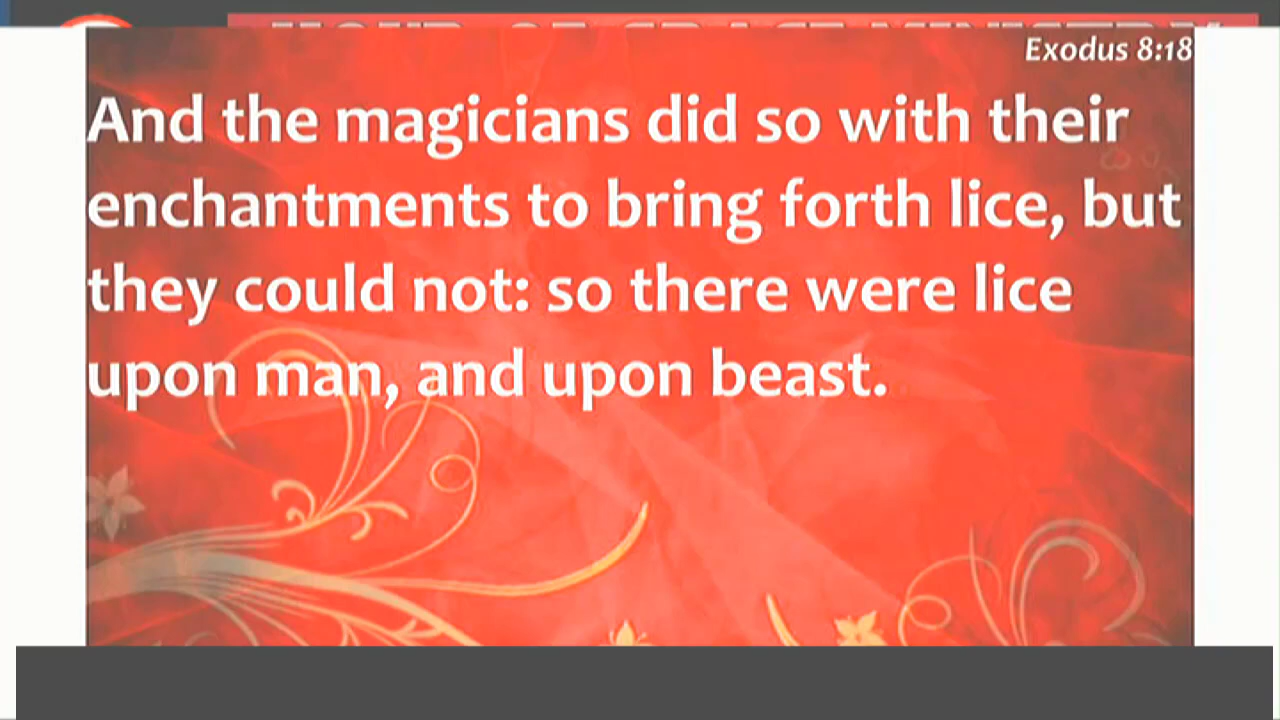 Exodus 8:18
And the magicians did so with their
enchantments to bring forth lice, but
they could not: so there were lice
upon man, and upon beast.